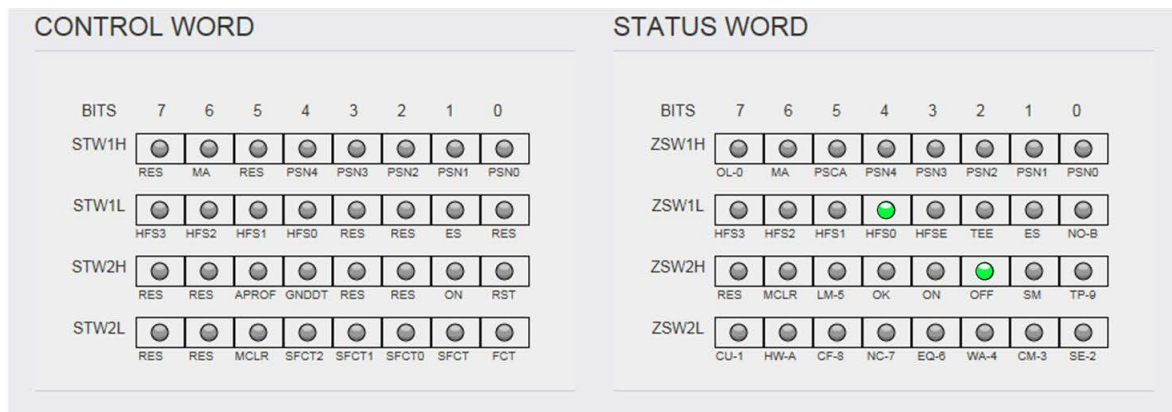 CONTROL WORD
BITS 7 6 5 4 3 2 1 0
STW1H
RES MA RES PSN4 PSN3 PSN2 PSN1 PSN0
STW1L
HFS3 HFS2 HFS1 HFS0 RES RES ES RES
STW2H
RES RES APROF GNDDT RES RES ON RST
STW2L
RES RES MCLR SFCT2 SFCT1 SFCT0 SFCT FCT
STATUS WORD
BITS 7 6 5 4 3 2 1 0
ZSW1H
OL-0 MA PSCA PSN4 PSN3 PSN2 PSN1 PSN0
ZSW1L
HFS3 HFS2 HFS1 HFS0 HFSE TEE ES NO-B
ZSW2H
RES MCLR LM-5 OK ON OFF SM TP-9
ZSW2L
CU-1 HW-A CF-8 NC-7 EQ-6 WA-4 CM-3 SE-2